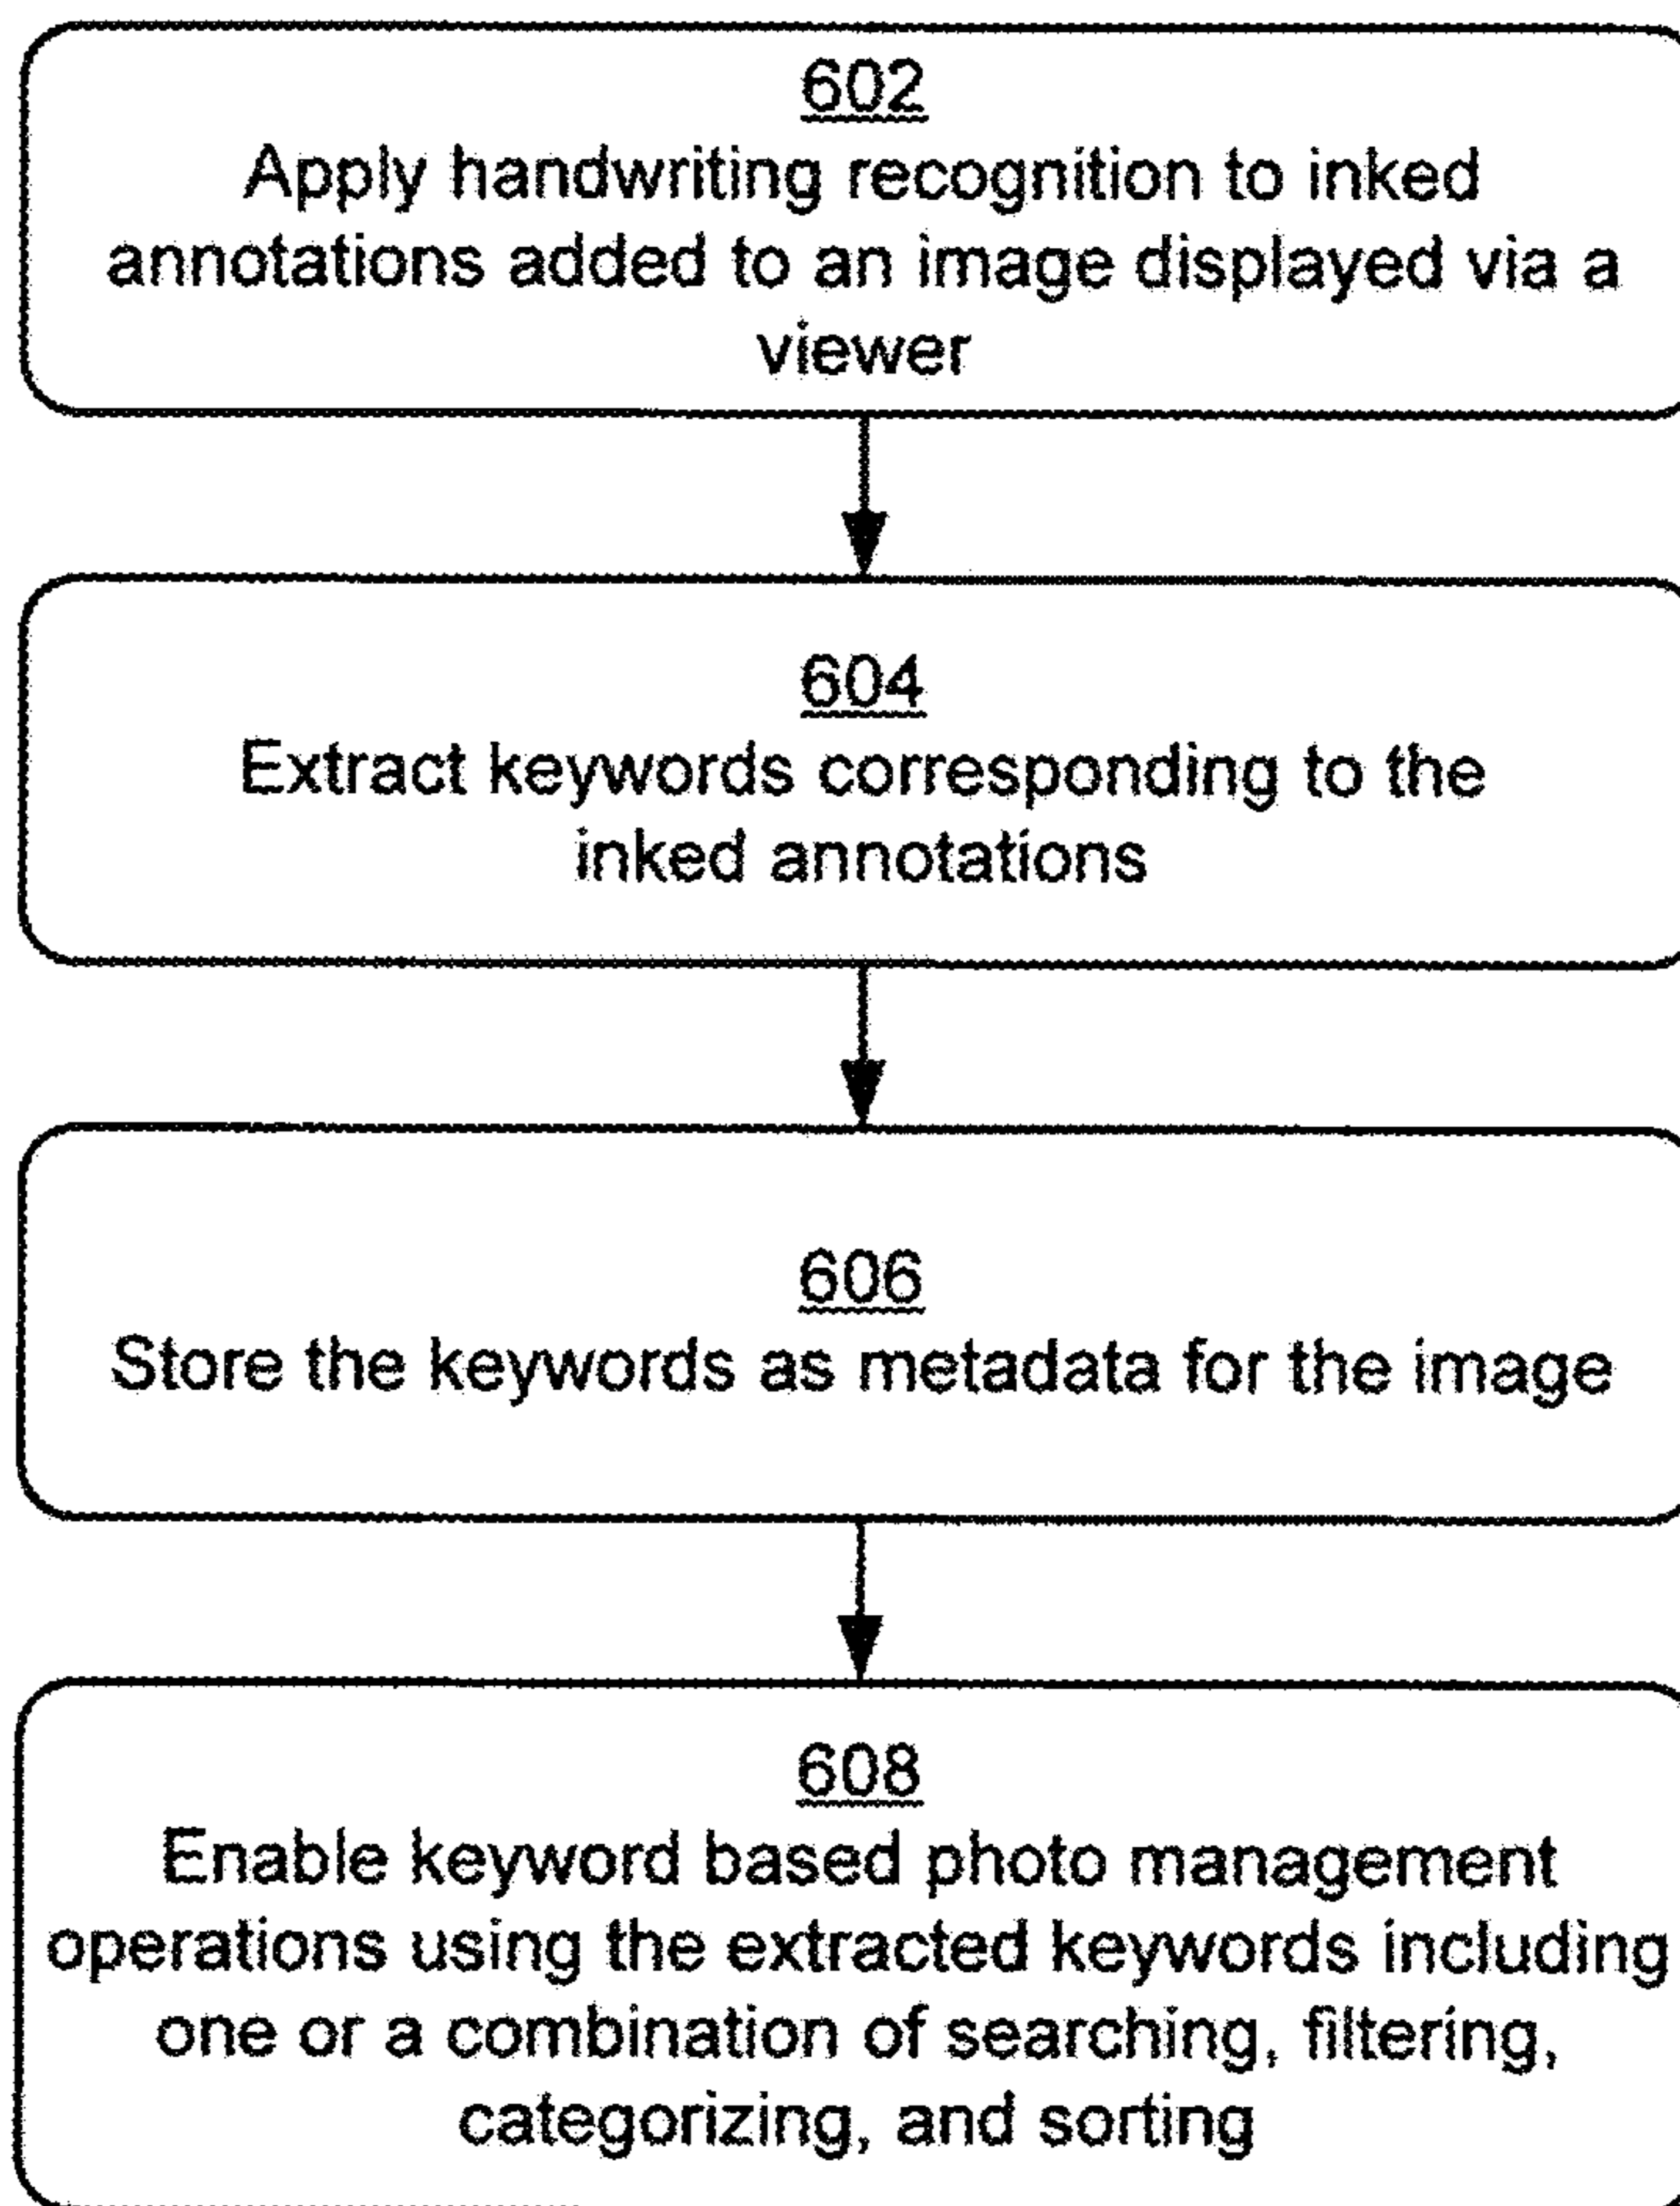 602
Apply handwriting recognition to inked
annotations added to an image displayed via a
viewer
604
Extract keywords corresponding to the
inked annotations
606
Store the keywords as metadata for the image
608
Enable keyword based photo management
operations using the extracted keywords including
one or a combination of searching, filtering,
categorizing, and sorting